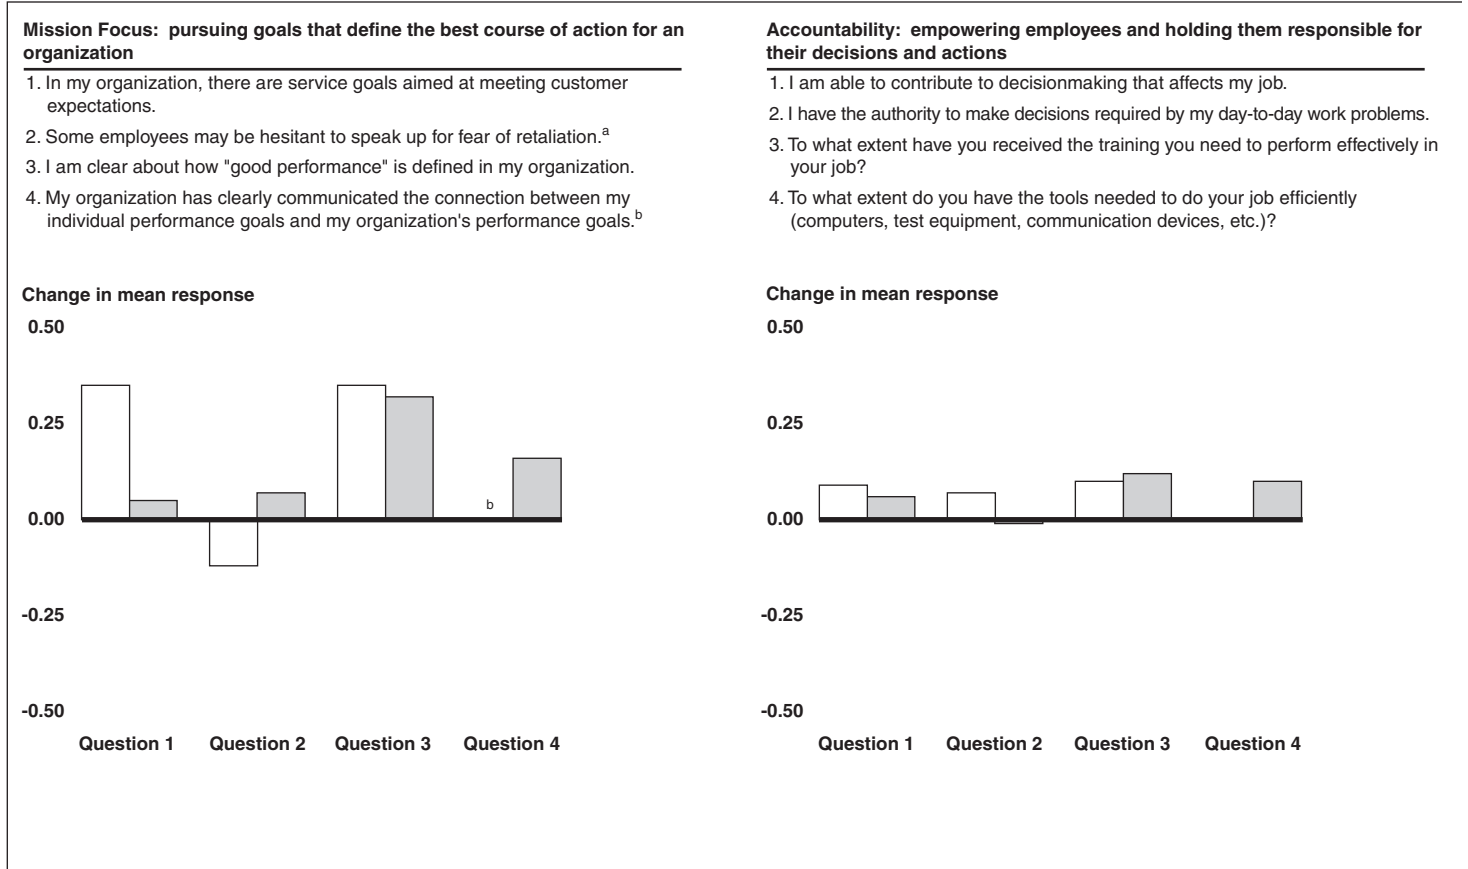 Mission Focus: pursuing goals that define the best course of action for an
organization
1. In my organization, there are service goals aimed at meeting customer
expectations.
2. Some employees may be hesitant to speak up for fear of retaliation.a
3. I am clear about how "good performance" is defined in my organization.
4. My organization has clearly communicated the connection between my
individual performance goals and my organization's performance goals.b
Change in mean response
0.50
0.25
b
0.00
-0.25
-0.50
Question 1 Question 2 Question 3 Question 4
Accountability: empowering employees and holding them responsible for
their decisions and actions
1. I am able to contribute to decisionmaking that affects my job.
2. I have the authority to make decisions required by my day-to-day work problems.
3. To what extent have you received the training you need to perform effectively in
your job?
4. To what extent do you have the tools needed to do your job efficiently
(computers, test equipment, communication devices, etc.)?
Change in mean response
0.50
0.25
0.00
-0.25
-0.50
Question 1 Question 2 Question 3 Question 4